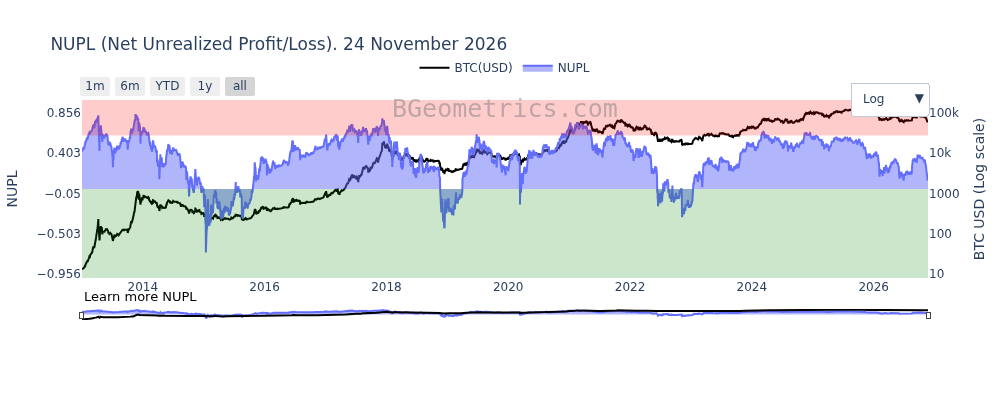 NUPL (Net Unrealized Profit/Loss). 24 November 2026
BTC(USD) NUPL
1m 6m YTD 1y all
Log ▼
BGeometrics.com
0.856
0.403
−0.05
−0.503
−0.956
NUPL
100k
10k
1000
100
10
BTC USD (Log scale)
2014 2016 2018 2020 2022 2024 2026
Learn more NUPL